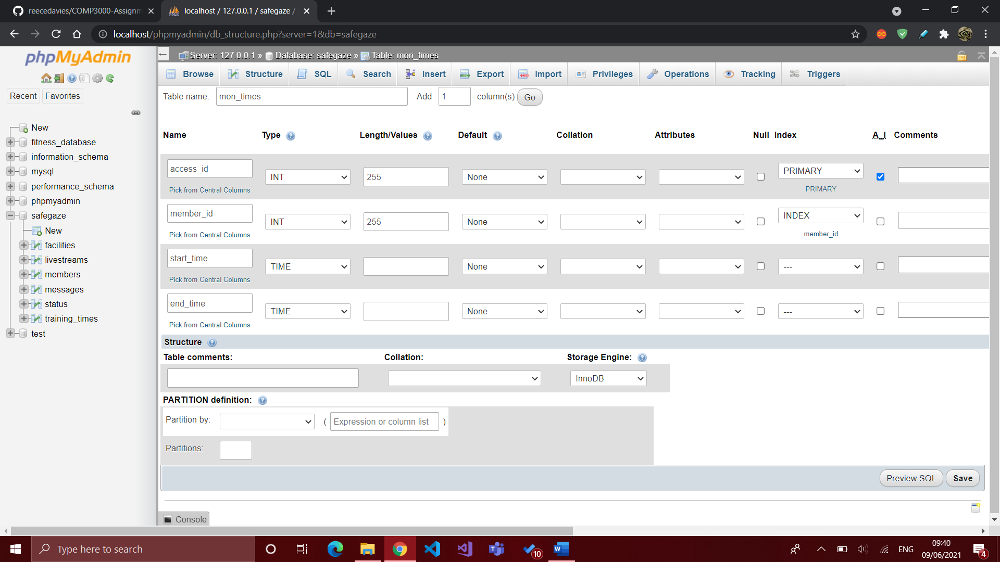 reecedavies/COMP3000-Assignm
localhost / 127.0.0.1 / safegaze /
localhost/phpmyadmin/db_structure.php?server=1&db=safegaze
phpMyAdmin
Recent
Favorites
New
fitness_database
information_schema
mysql
performance_schema
phpmyadmin
safegaze
New
facilities
livestreams
members
messages
status
training_times
test
Server: 127.0.0.1 » Database: safegaze » Table: mon_times
Browse Structure SQL Search Insert Export Import Privileges Operations Tracking Triggers
Table name: mon_times Add 1 column(s) Go
Name Type Length/Values Default Collation Attributes Null Index A_I Comments
access_id INT 255 None PRIMARY
Pick from Central Columns PRIMARY
member_id INT 255 None INDEX
Pick from Central Columns member_id
start_time TIME None ---
Pick from Central Columns
end_time TIME None ---
Pick from Central Columns
Structure
Table comments: Collation: Storage Engine:
InnoDB
PARTITION definition:
Partition by: ( Expression or column list )
Partitions:
Preview SQL Save
Console
Type here to search
10
ENG
09:40
09/06/2021
4